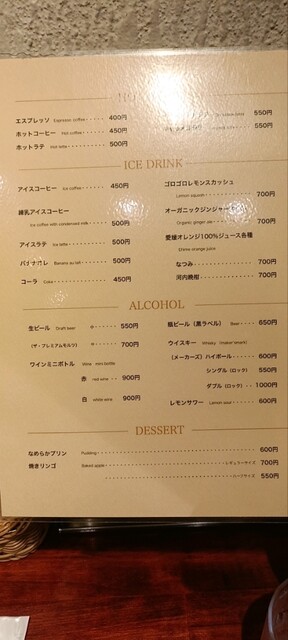 エスプレッソ Espresso coffee 400円
ホットコーヒー Hot coffee 450円
ホットラテ Hot latte 500円
550円
550円
ICE DRINK
アイスコーヒー Ice coffee 450円
練乳アイスコーヒー
Ice coffee with condensed milk 500円
アイスラテ Ice latte 500円
バナナオレ Banana au lait 500円
コーラ Coke 450円
ゴロゴロレモンスカッシュ
Lemon squash 700円
オーガニックジンジャー
Organic ginger 700円
愛媛オレンジ100%ジュース各種
Ehime orange juice
なつみ 700円
河内晩柑 700円
ALCOHOL
生ビール Draft beer 550円
(ザ・プレミアムモルツ) 700円
ワインミニボトル Wine mini bottle
赤 red wine 900円
白 white wine 900円
瓶ビール (黒ラベル) Beer 650円
ウイスキー Whisky (maker'smark)
(メーカーズ) ハイボール 600円
シングル (ロック) 550円
ダブル (ロック) 1000円
レモンサワー Lemon sour 600円
DESSERT
なめらかプリン Pudding 600円
焼きリンゴ Baked apple レギュラーサイズ 700円
ハーフサイズ 550円